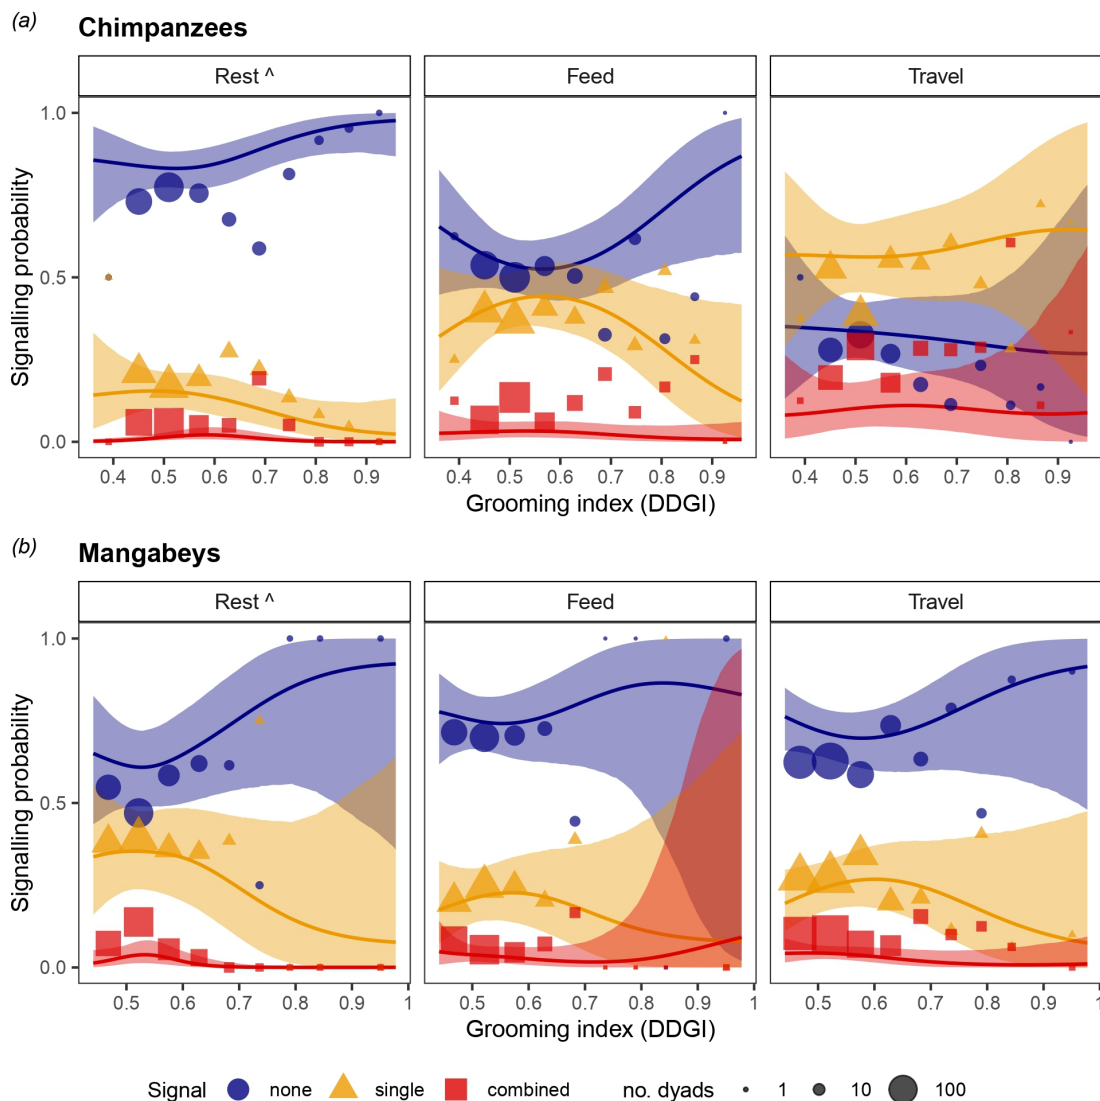 (a) Chimpanzees
Rest ^ Feed Travel
Signalling probability
1.0
0.5
0.0
0.4 0.5 0.6 0.7 0.8 0.9 0.4 0.5 0.6 0.7 0.8 0.9 0.4 0.5 0.6 0.7 0.8 0.9
Grooming index (DDGI)
(b) Mangabeys
Rest ^ Feed Travel
Signalling probability
1.0
0.5
0.0
0.5 0.6 0.7 0.8 0.9 1 0.5 0.6 0.7 0.8 0.9 1 0.5 0.6 0.7 0.8 0.9 1
Grooming index (DDGI)
Signal none single combined no. dyads 1 10 100